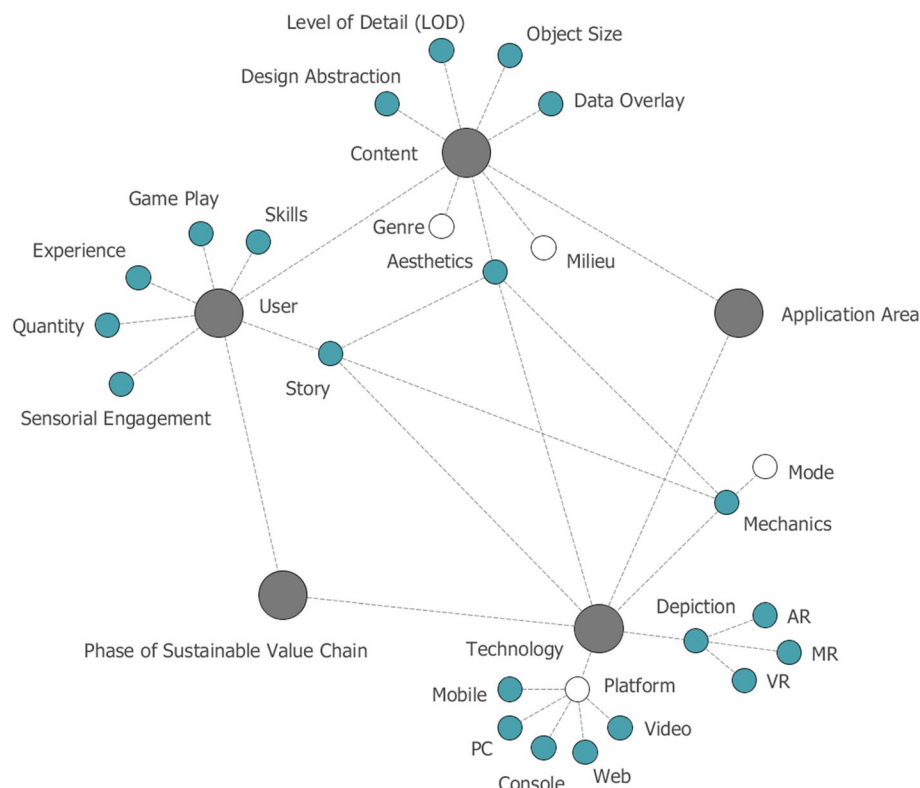 Level of Detail (LOD)
Object Size
Design Abstraction
Data Overlay
Content
Game Play
Skills
Genre
Experience
Aesthetics
Milieu
User
Application Area
Quantity
Story
Sensorial Engagement
Mode
Mechanics
Depiction
AR
Phase of Sustainable Value Chain
Technology
MR
VR
Platform
Mobile
Video
PC
Console
Web